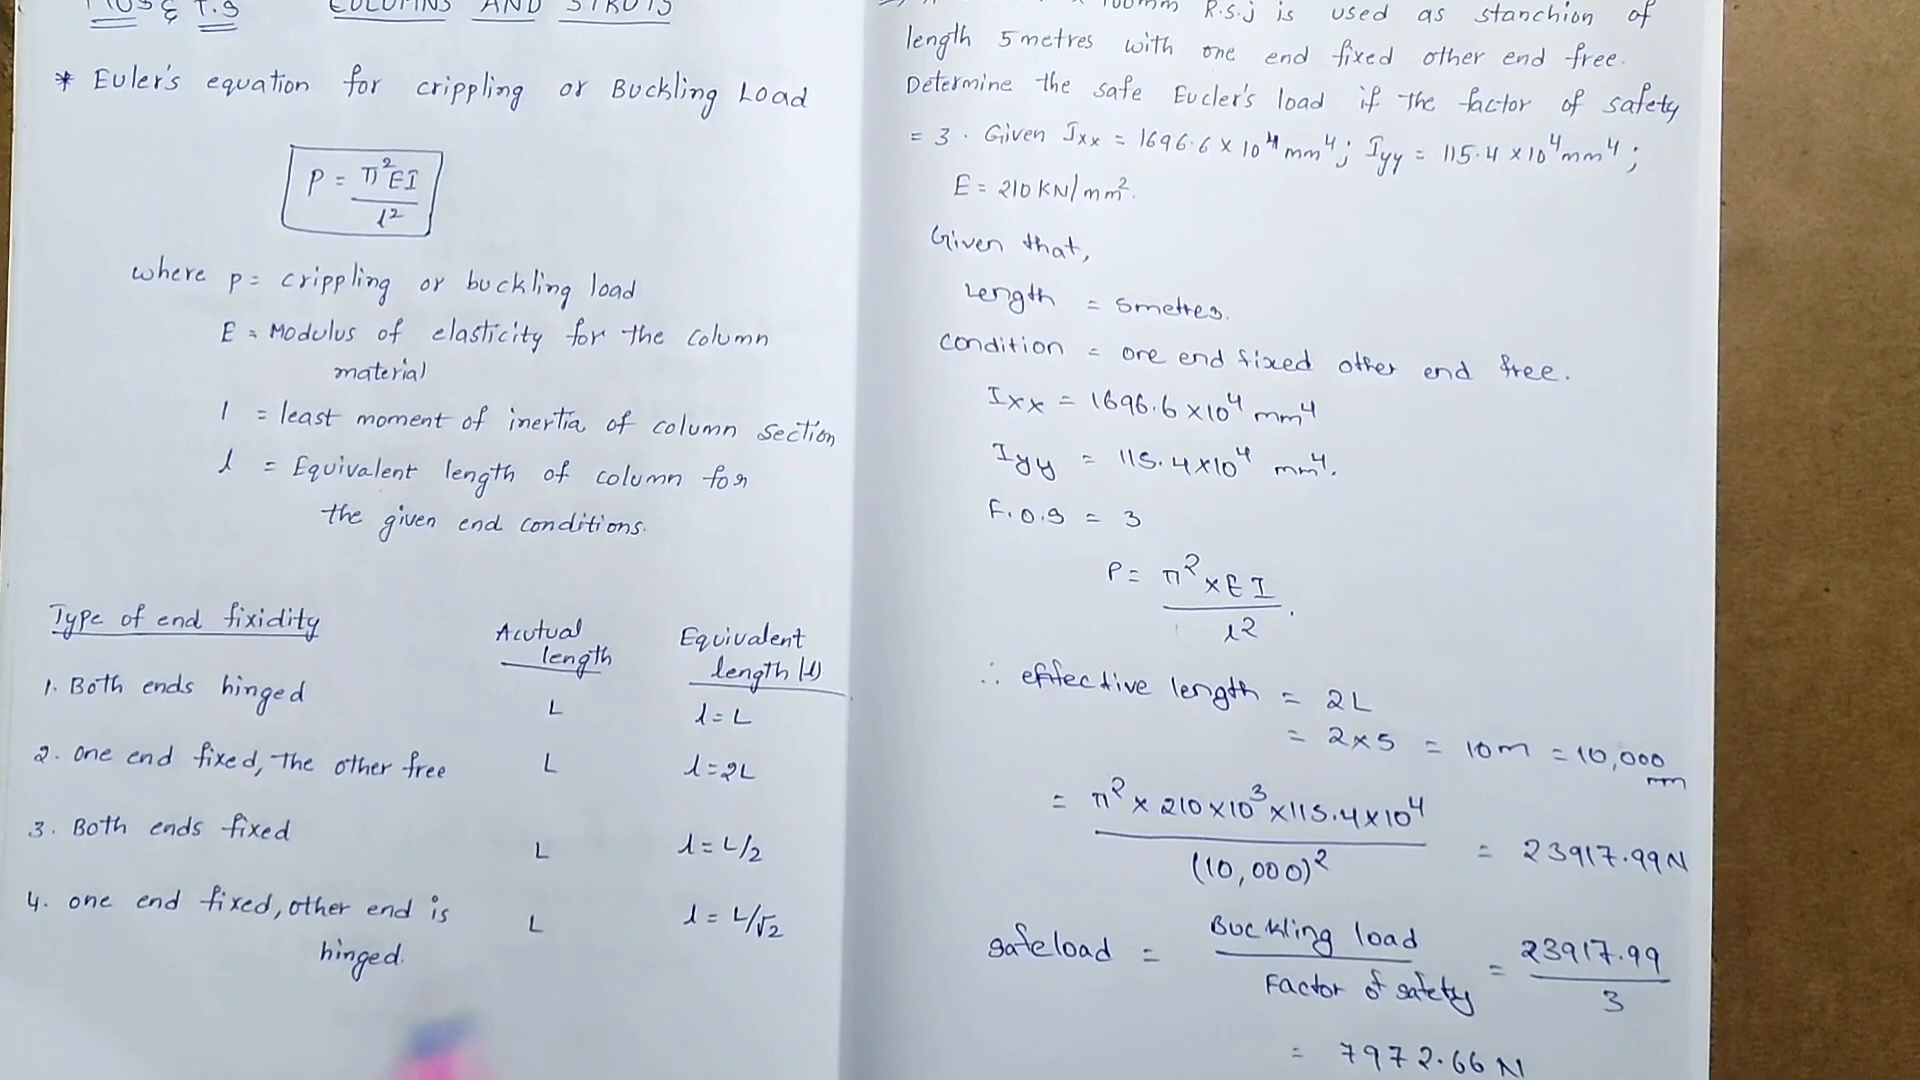 COLUMNS AND STRUTS
* Euler's equation for crippling or Buckling Load
P = π²EI / l²
where p = crippling or buckling load
E = Modulus of elasticity for the column
material
I = least moment of inertia of column section
l = Equivalent length of column for
the given end conditions.
Type of end fixidity
Acutual length
Equivalent length (l)
1. Both ends hinged L l = L
2. one end fixed, The other free L l = 2L
3. Both ends fixed L l = L/2
4. one end fixed, other end is L l = L/√2
hinged.
100mm R.S.j is used as stanchion of
length 5 metres with one end fixed other end free.
Determine the safe Eucler's load if the factor of safety
= 3. Given Ixx = 1696.6 x 10⁴ mm⁴; Iyy = 115.4 x 10⁴ mm⁴;
E = 210 KN/mm².
Given that,
Length = 5metres.
condition = one end fixed other end free.
Ixx = 1696.6 x 10⁴ mm⁴
Iyy = 115.4 x 10⁴ mm⁴.
F.O.S = 3
P = π² x EI / l².
∴ effective length = 2L
= 2 x 5 = 10m = 10,000 mm
= π² x 210 x 10³ x 115.4 x 10⁴ / (10,000)² = 23917.99N
safe load = Buckling load / Factor of safety = 23917.99 / 3
= 7972.66 N